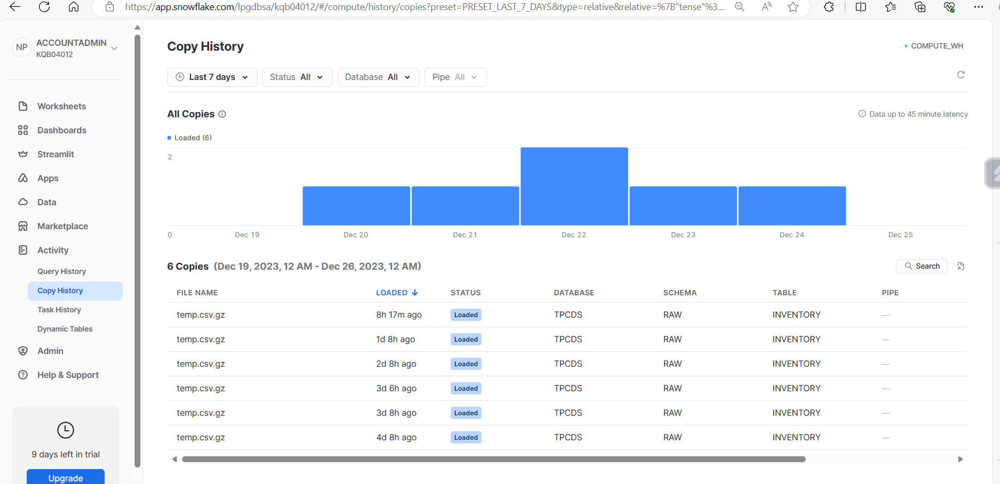 https://app.snowflake.com/lpgdbsa/kqb04012/#/compute/history/copies?preset=PRESET_LAST_7_DAYS&type=relative&relative=%7B"tense"%3...
NP
ACCOUNTADMIN
KQB04012
Worksheets
Dashboards
Streamlit
Apps
Data
Marketplace
Activity
Query History
Copy History
Task History
Dynamic Tables
Admin
Help & Support
9 days left in trial
Upgrade
Copy History
COMPUTE_WH
Last 7 days Status All Database All Pipe All
All Copies
Data up to 45 minute latency
Loaded (6)
2
0 Dec 19 Dec 20 Dec 21 Dec 22 Dec 23 Dec 24 Dec 25
6 Copies (Dec 19, 2023, 12 AM - Dec 26, 2023, 12 AM)
Search
FILE NAME LOADED STATUS DATABASE SCHEMA TABLE PIPE
temp.csv.gz 8h 17m ago Loaded TPCDS RAW INVENTORY —
temp.csv.gz 1d 8h ago Loaded TPCDS RAW INVENTORY —
temp.csv.gz 2d 8h ago Loaded TPCDS RAW INVENTORY —
temp.csv.gz 3d 6h ago Loaded TPCDS RAW INVENTORY —
temp.csv.gz 3d 8h ago Loaded TPCDS RAW INVENTORY —
temp.csv.gz 4d 8h ago Loaded TPCDS RAW INVENTORY —